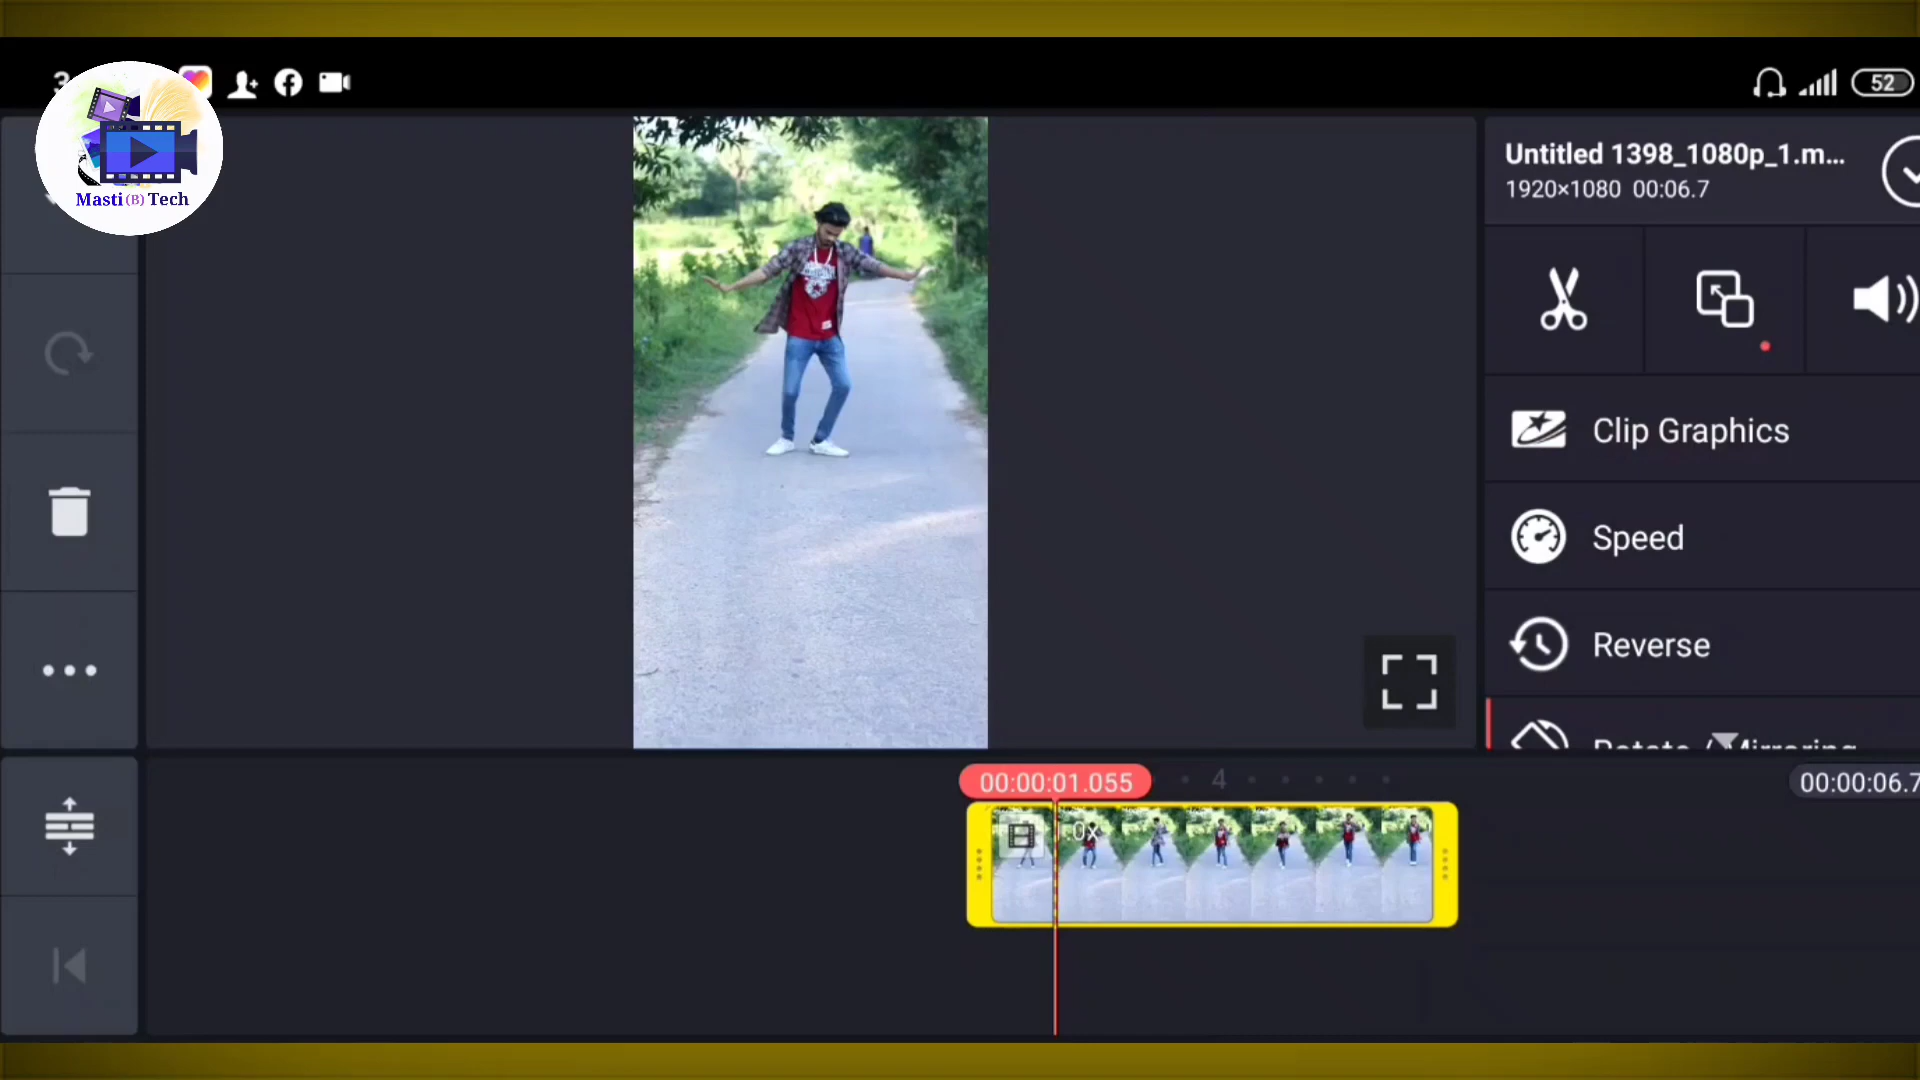 52
Masti (B) Tech
Untitled 1398_1080p_1.m...
1920×1080 00:06.7
Clip Graphics
Speed
Reverse
Rotate / Mirroring
00:00:01.055
4
00:00:06.7